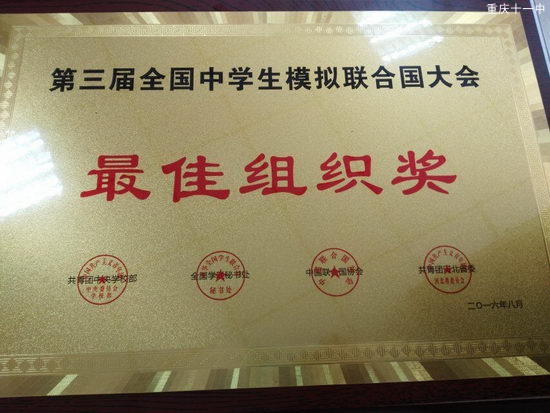 重庆十一中
第三届全国中学生模拟联合国大会
最佳组织奖
共青团中央学校部
全国学联秘书处
中国联合国协会
共青团河北省委
二〇一六年八月